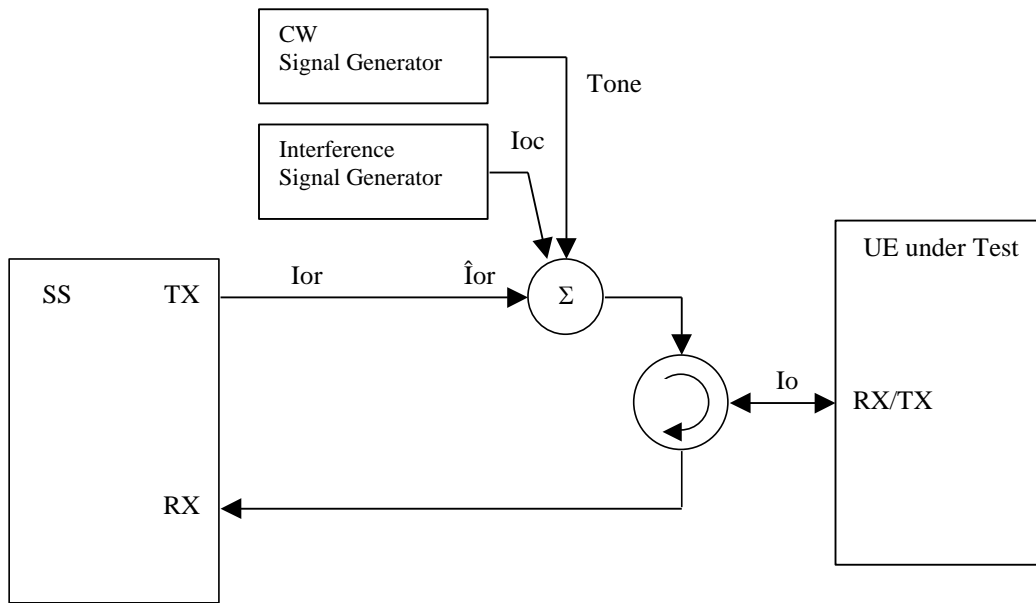 CW
Signal Generator
Tone
Interference
Signal Generator
Ioc
UE under Test
SS
TX
Ior
Îor
Σ
Io
RX/TX
RX